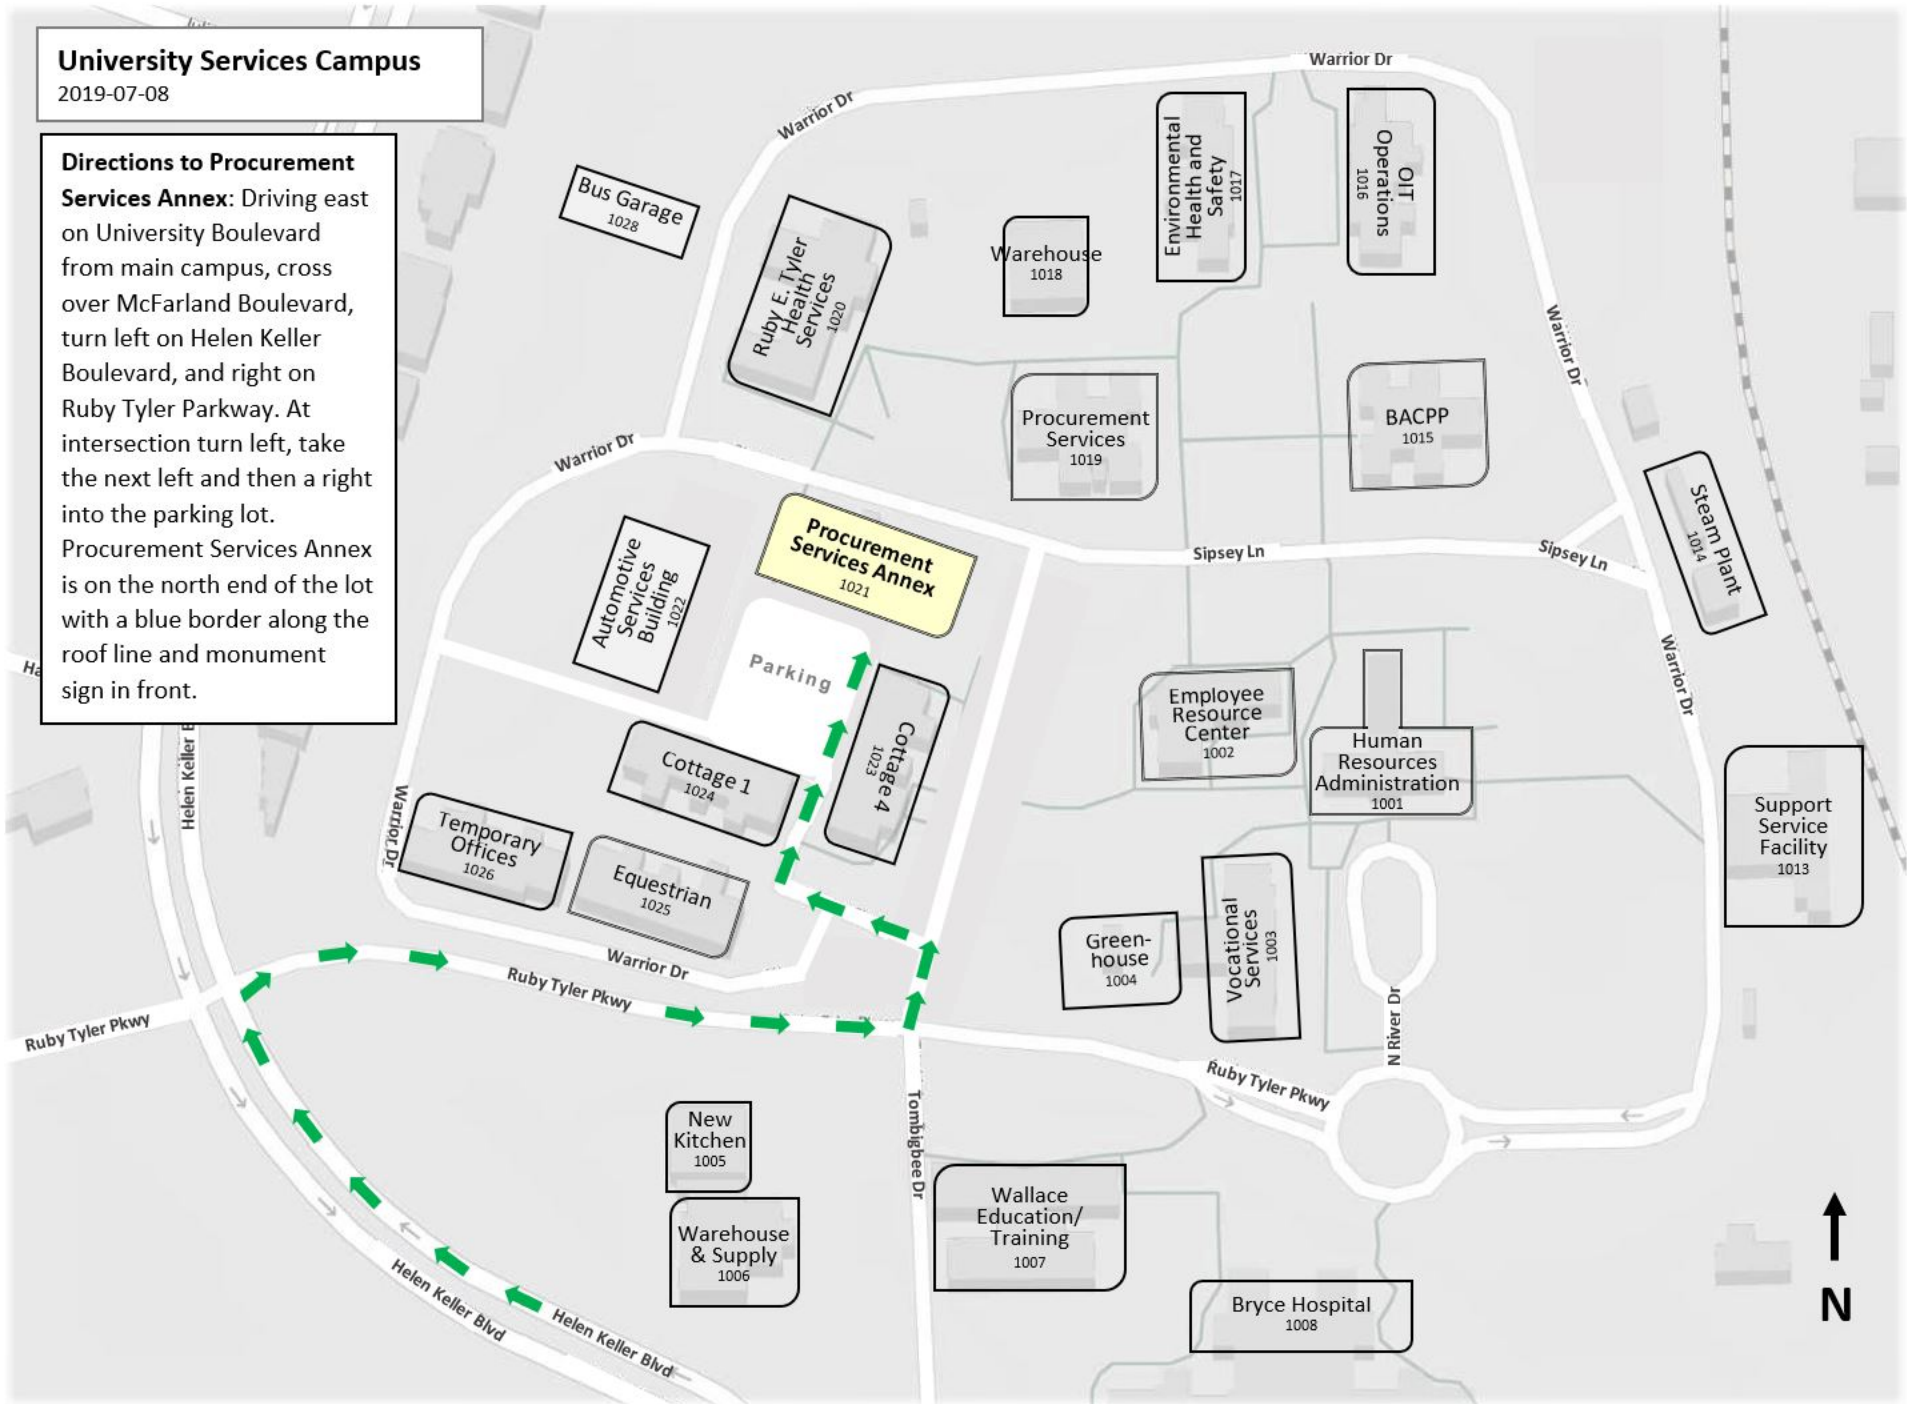 University Services Campus
2019-07-08
Directions to Procurement
Services Annex: Driving east
on University Boulevard
from main campus, cross
over McFarland Boulevard,
turn left on Helen Keller
Boulevard, and right on
Ruby Tyler Parkway. At
intersection turn left, take
the next left and then a right
into the parking lot.
Procurement Services Annex
is on the north end of the lot
with a blue border along the
roof line and monument
sign in front.
Warrior Dr
Warrior Dr
Bus Garage
1028
Ruby E. Tyler
Health
Services
1020
Warehouse
1018
Environmental
Health and
Safety
1017
OIT
Operations
1016
Warrior Dr
Procurement
Services
1019
BACPP
1015
Warrior Dr
Steam Plant
1014
Procurement
Services Annex
1021
Sipsey Ln
Sipsey Ln
Automotive
Services
Building
1022
Parking
Warrior Dr
Employee
Resource
Center
1002
Human
Resources
Administration
1001
Cottage 1
1024
Cottage 4
1023
Helen Keller B
Warrior Dr
Support
Service
Facility
1013
Temporary
Offices
1026
Equestrian
1025
Warrior Dr
Green-
house
1004
Vocational
Services
1003
Ruby Tyler Pkwy
Ruby Tyler Pkwy
N River Dr
Ruby Tyler Pkwy
Tombigbee Dr
New
Kitchen
1005
Warehouse
& Supply
1006
Wallace
Education/
Training
1007
Bryce Hospital
1008
Helen Keller Blvd
Helen Keller Blvd
N